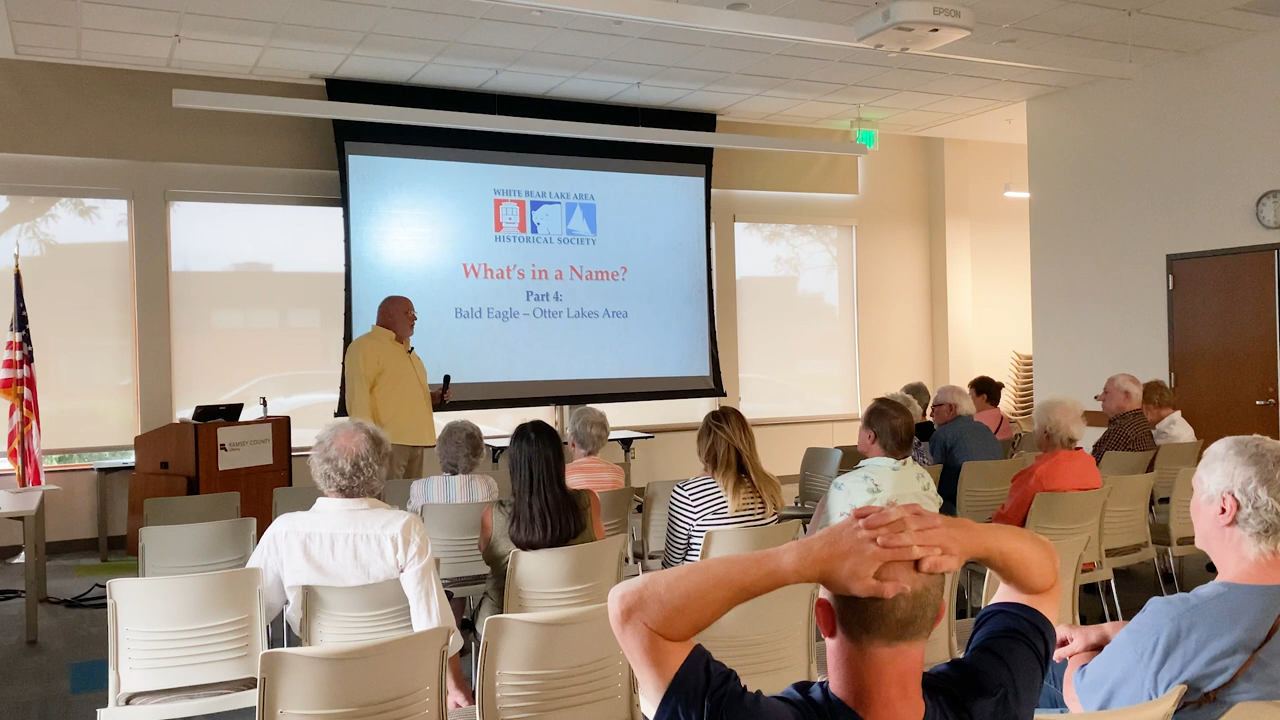 EPSON
WHITE BEAR LAKE AREA
HISTORICAL SOCIETY
What's in a Name?
Part 4:
Bald Eagle – Otter Lakes Area
RAMSEY COUNTY